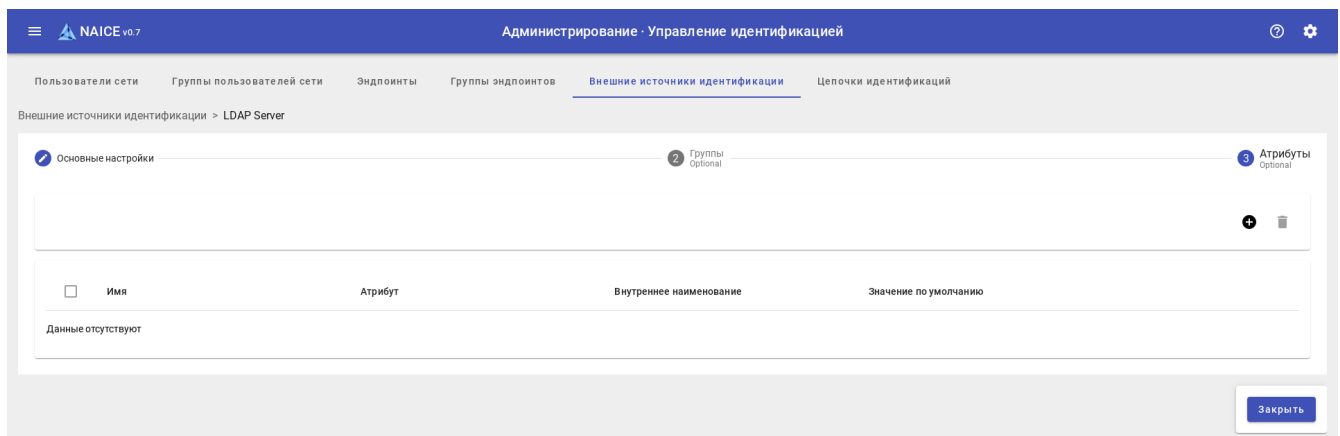 NAICE v0.7
Администрирование · Управление идентификацией
Пользователи сети Группы пользователей сети Эндпоинты Группы эндпоинтов Внешние источники идентификации Цепочки идентификаций
Внешние источники идентификации > LDAP Server
Основные настройки
2 Группы
Optional
3 Атрибуты
Optional
Имя Атрибут Внутреннее наименование Значение по умолчанию
Данные отсутствуют
Закрыть